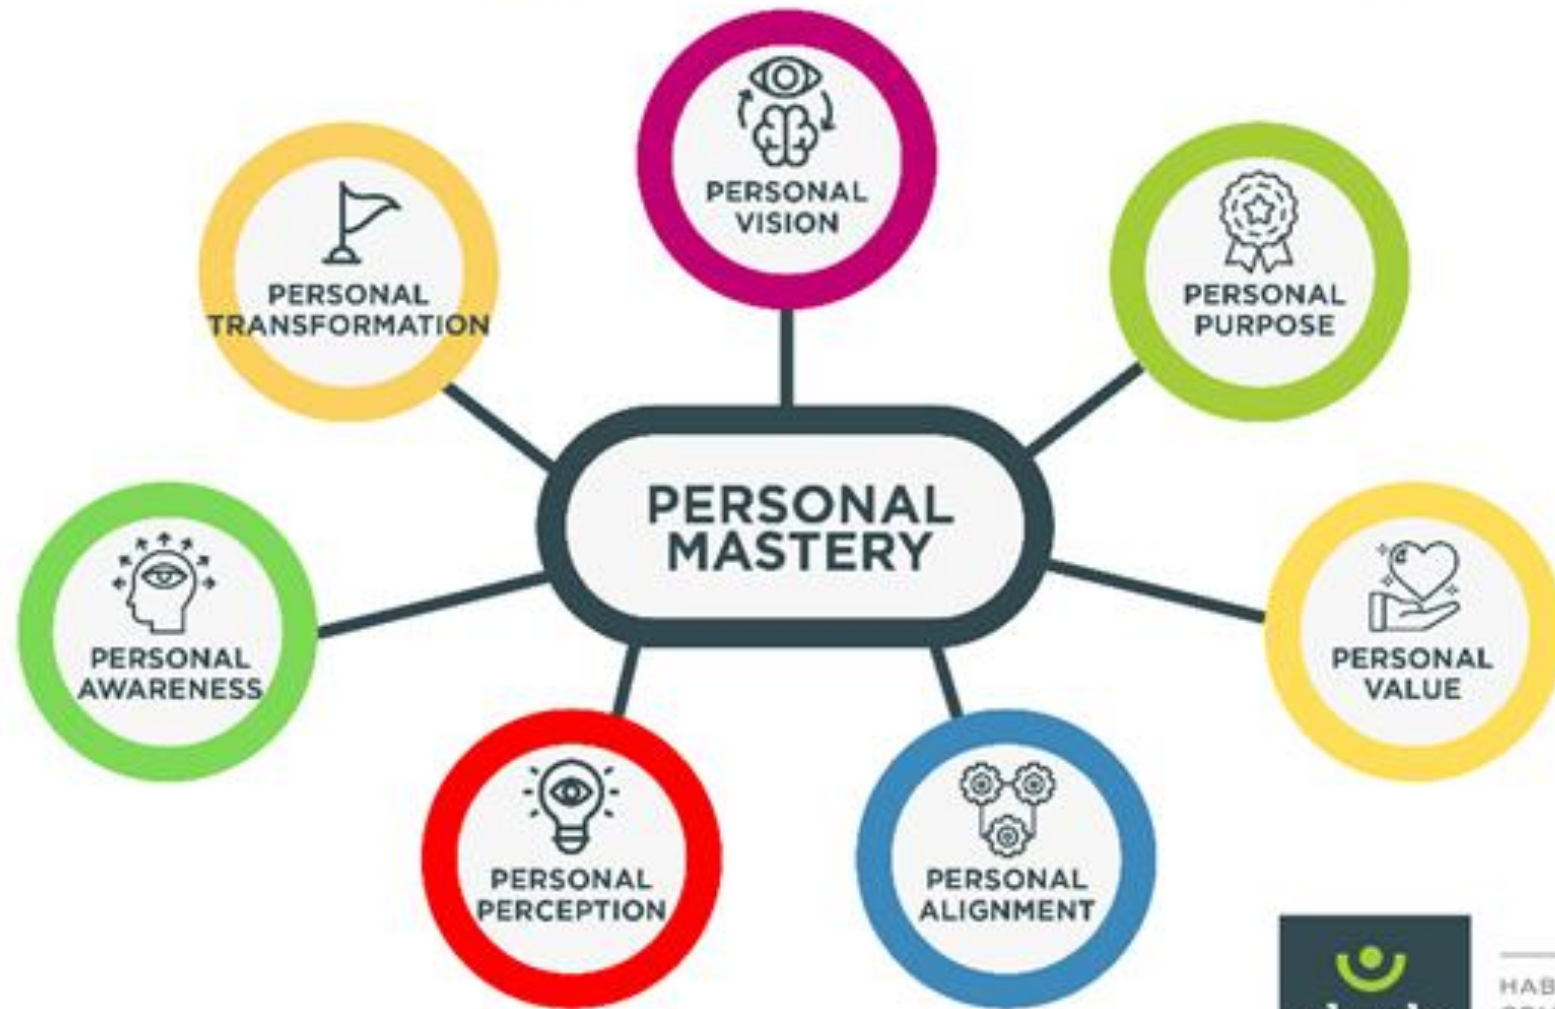 PERSONAL
VISION
PERSONAL
TRANSFORMATION
PERSONAL
PURPOSE
PERSONAL
MASTERY
PERSONAL
AWARENESS
PERSONAL
VALUE
PERSONAL
PERCEPTION
PERSONAL
ALIGNMENT